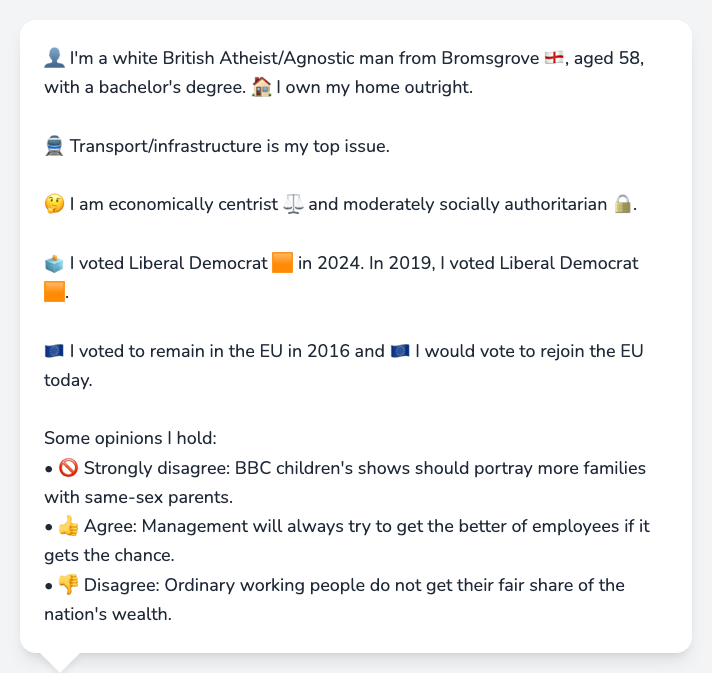 👤 I'm a white British Atheist/Agnostic man from Bromsgrove 🏴󠁧󠁢󠁥󠁮󠁧󠁿, aged 58,
with a bachelor's degree. 🏠 I own my home outright.
🚆 Transport/infrastructure is my top issue.
🤔 I am economically centrist ⚖️ and moderately socially authoritarian 🔒.
🗳️ I voted Liberal Democrat 🟧 in 2024. In 2019, I voted Liberal Democrat
🟧.
🇪🇺 I voted to remain in the EU in 2016 and 🇪🇺 I would vote to rejoin the EU
today.
Some opinions I hold:
• 🚫 Strongly disagree: BBC children's shows should portray more families
with same-sex parents.
• 👍 Agree: Management will always try to get the better of employees if it
gets the chance.
• 👎 Disagree: Ordinary working people do not get their fair share of the
nation's wealth.